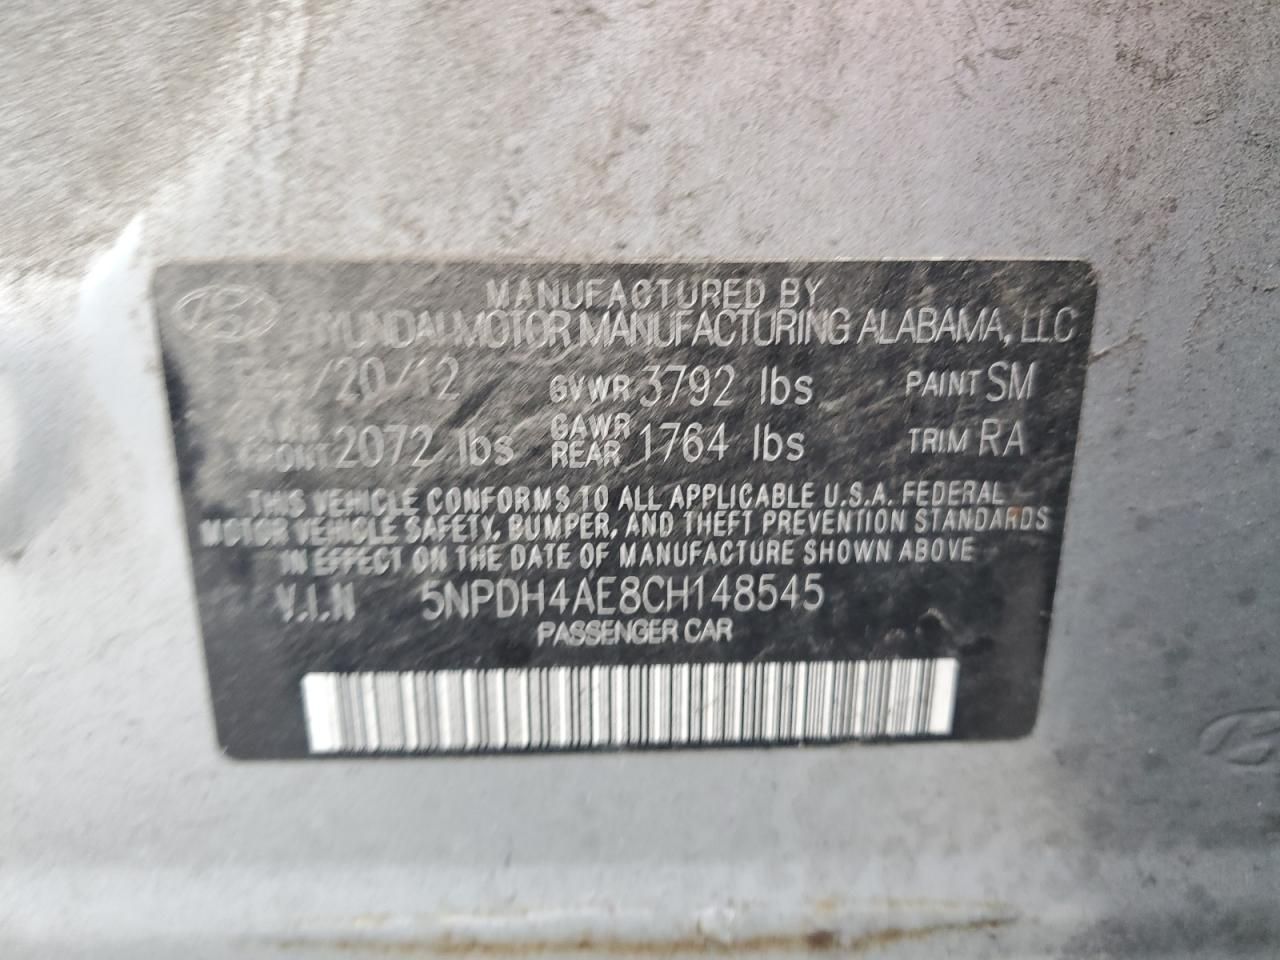 MANUFACTURED BY
HYUNDAI MOTOR MANUFACTURING ALABAMA, LLC
/20/12 GVWR 3792 lbs PAINT SM
FRONT 2072 lbs GAWR REAR 1764 lbs TRIM RA
THIS VEHICLE CONFORMS TO ALL APPLICABLE U.S.A. FEDERAL
MOTOR VEHICLE SAFETY, BUMPER, AND THEFT PREVENTION STANDARDS
IN EFFECT ON THE DATE OF MANUFACTURE SHOWN ABOVE
V.I.N 5NPDH4AE8CH148545
PASSENGER CAR